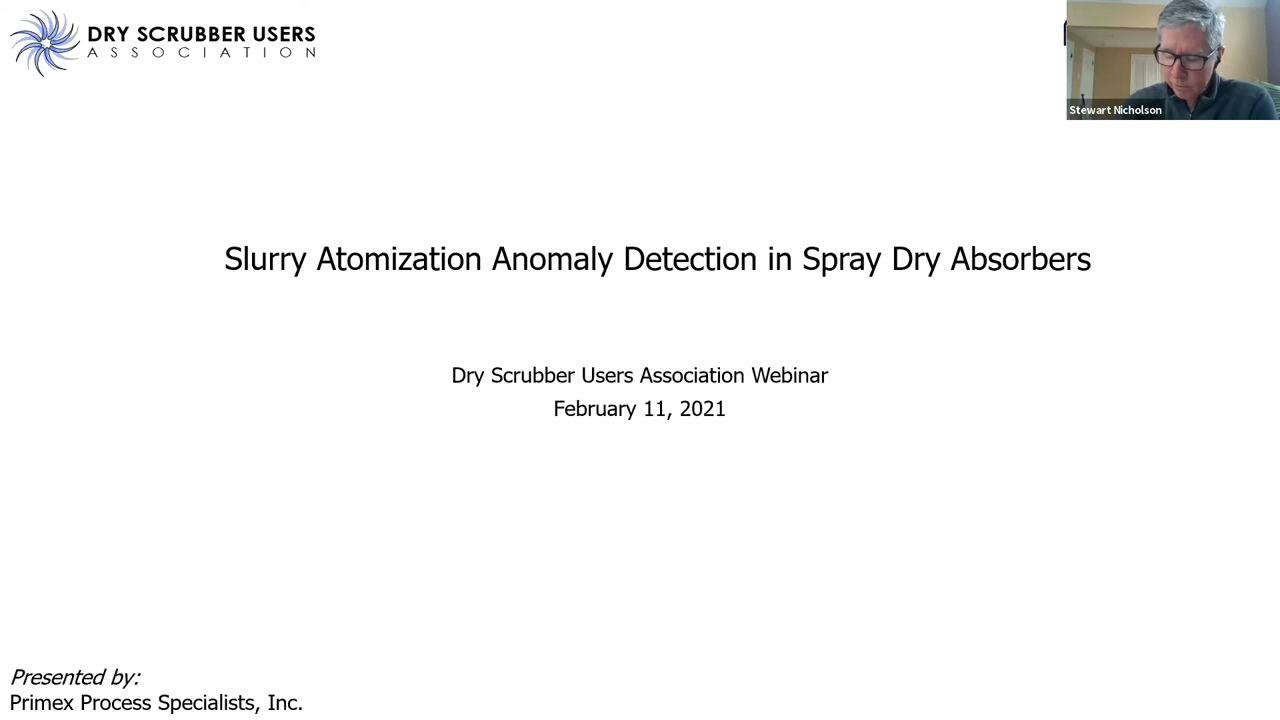 DRY SCRUBBER USERS
ASSOCIATION
Stewart Nicholson
Slurry Atomization Anomaly Detection in Spray Dry Absorbers
Dry Scrubber Users Association Webinar
February 11, 2021
Presented by:
Primex Process Specialists, Inc.